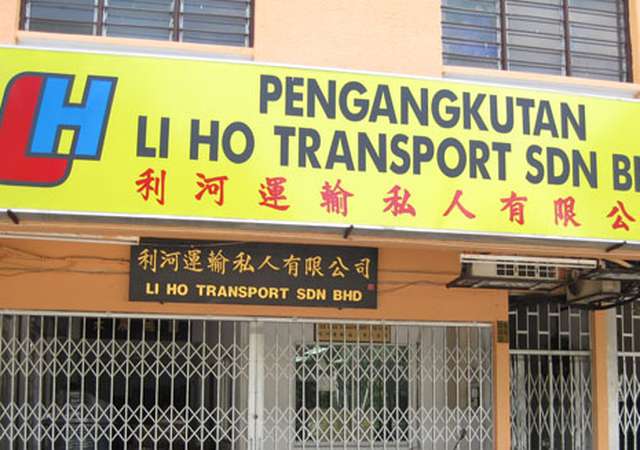 LH
PENGANGKUTAN
LI HO TRANSPORT SDN B
利河運輸私人有限公
利河運輸私人有限公司
LI HO TRANSPORT SDN BHD